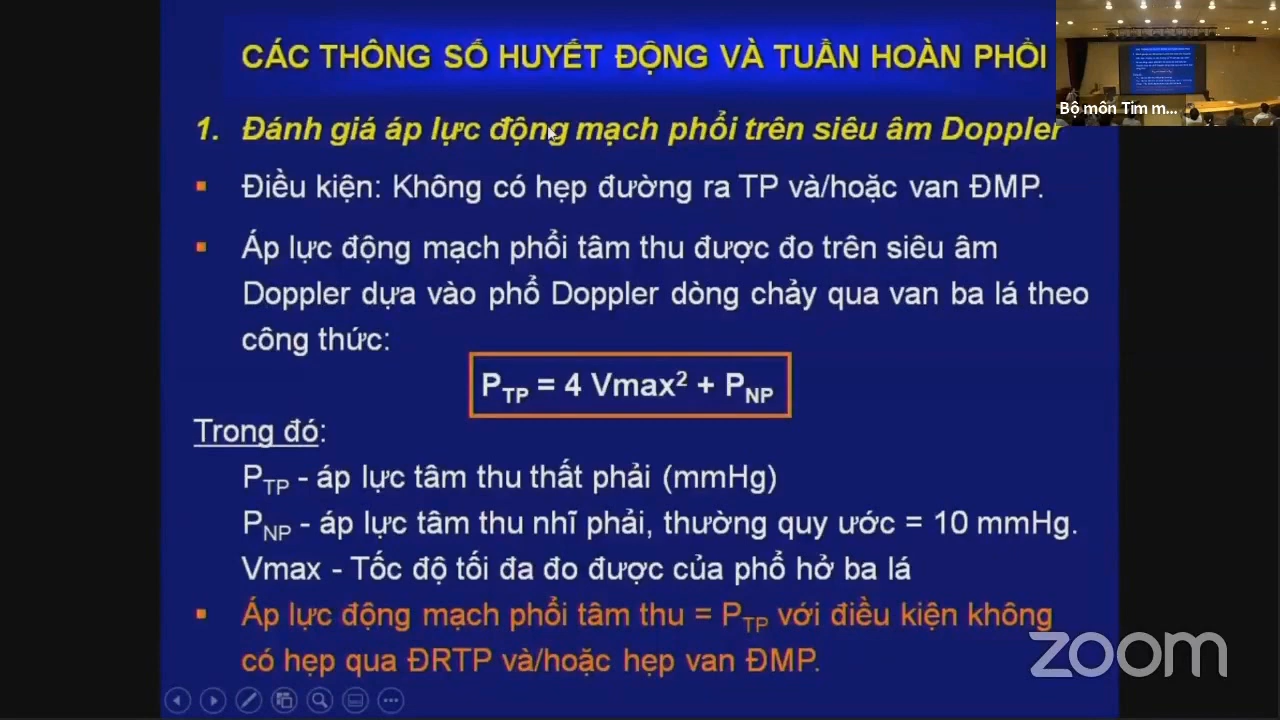 CÁC THÔNG SỐ HUYẾT ĐỘNG VÀ TUẦN HOÀN PHỔI
Bộ môn Tim m...
1. Đánh giá áp lực động mạch phổi trên siêu âm Doppler
▪ Điều kiện: Không có hẹp đường ra TP và/hoặc van ĐMP.
▪ Áp lực động mạch phổi tâm thu được đo trên siêu âm
Doppler dựa vào phổ Doppler dòng chảy qua van ba lá theo
công thức:
P_TP = 4 Vmax² + P_NP
Trong đó:
P_TP - áp lực tâm thu thất phải (mmHg)
P_NP - áp lực tâm thu nhĩ phải, thường quy ước = 10 mmHg.
Vmax - Tốc độ tối đa đo được của phổ hở ba lá
▪ Áp lực động mạch phổi tâm thu = P_TP với điều kiện không
có hẹp qua ĐRTP và/hoặc hẹp van ĐMP.
zoom